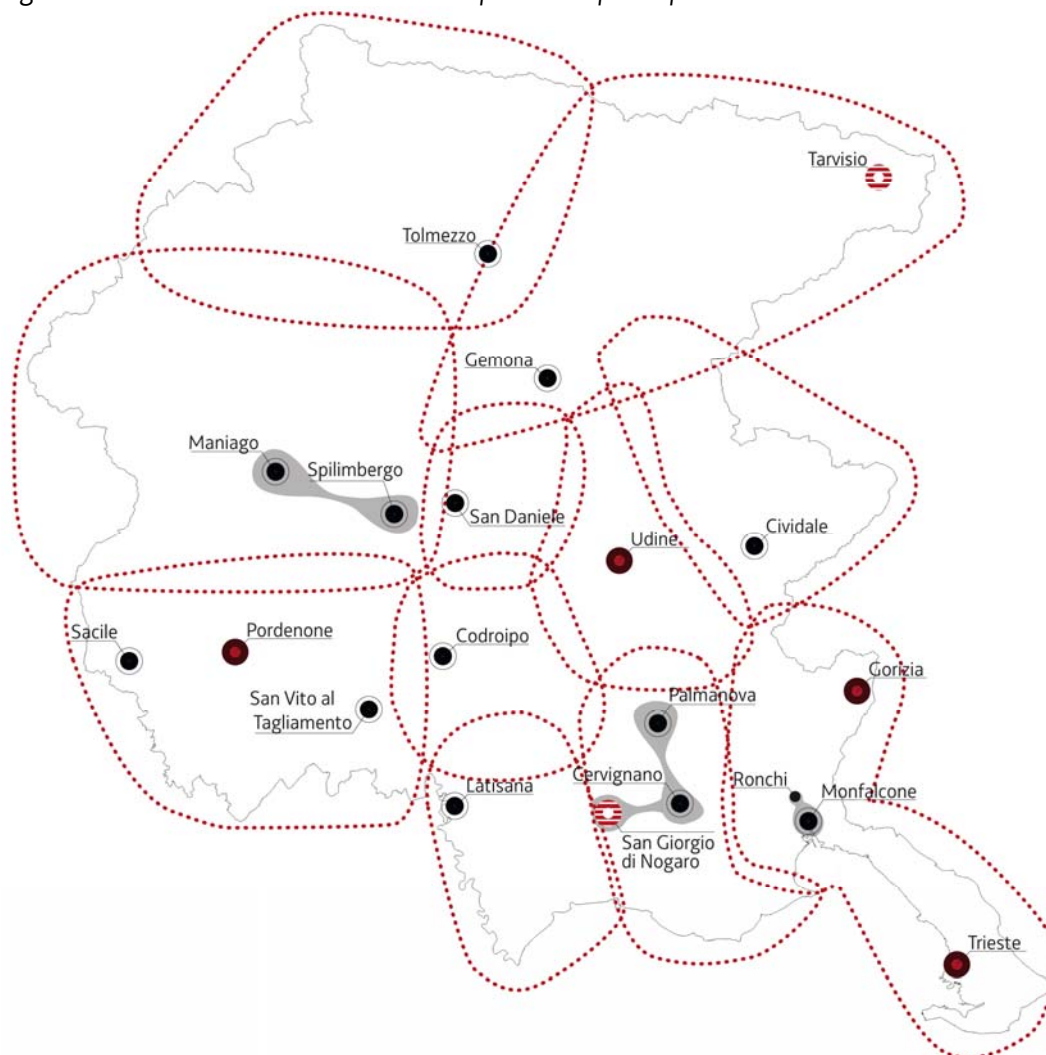 Tarvisio
Tolmezzo
Gemona
Maniago
Spilimbergo
San Daniele
Udine
Cividale
Sacile
Pordenone
Codroipo
San Vito al
Tagliamento
Gorizia
Palmanova
Cervignano
Ronchi
Latisana
Monfalcone
San Giorgio
di Nogaro
Trieste